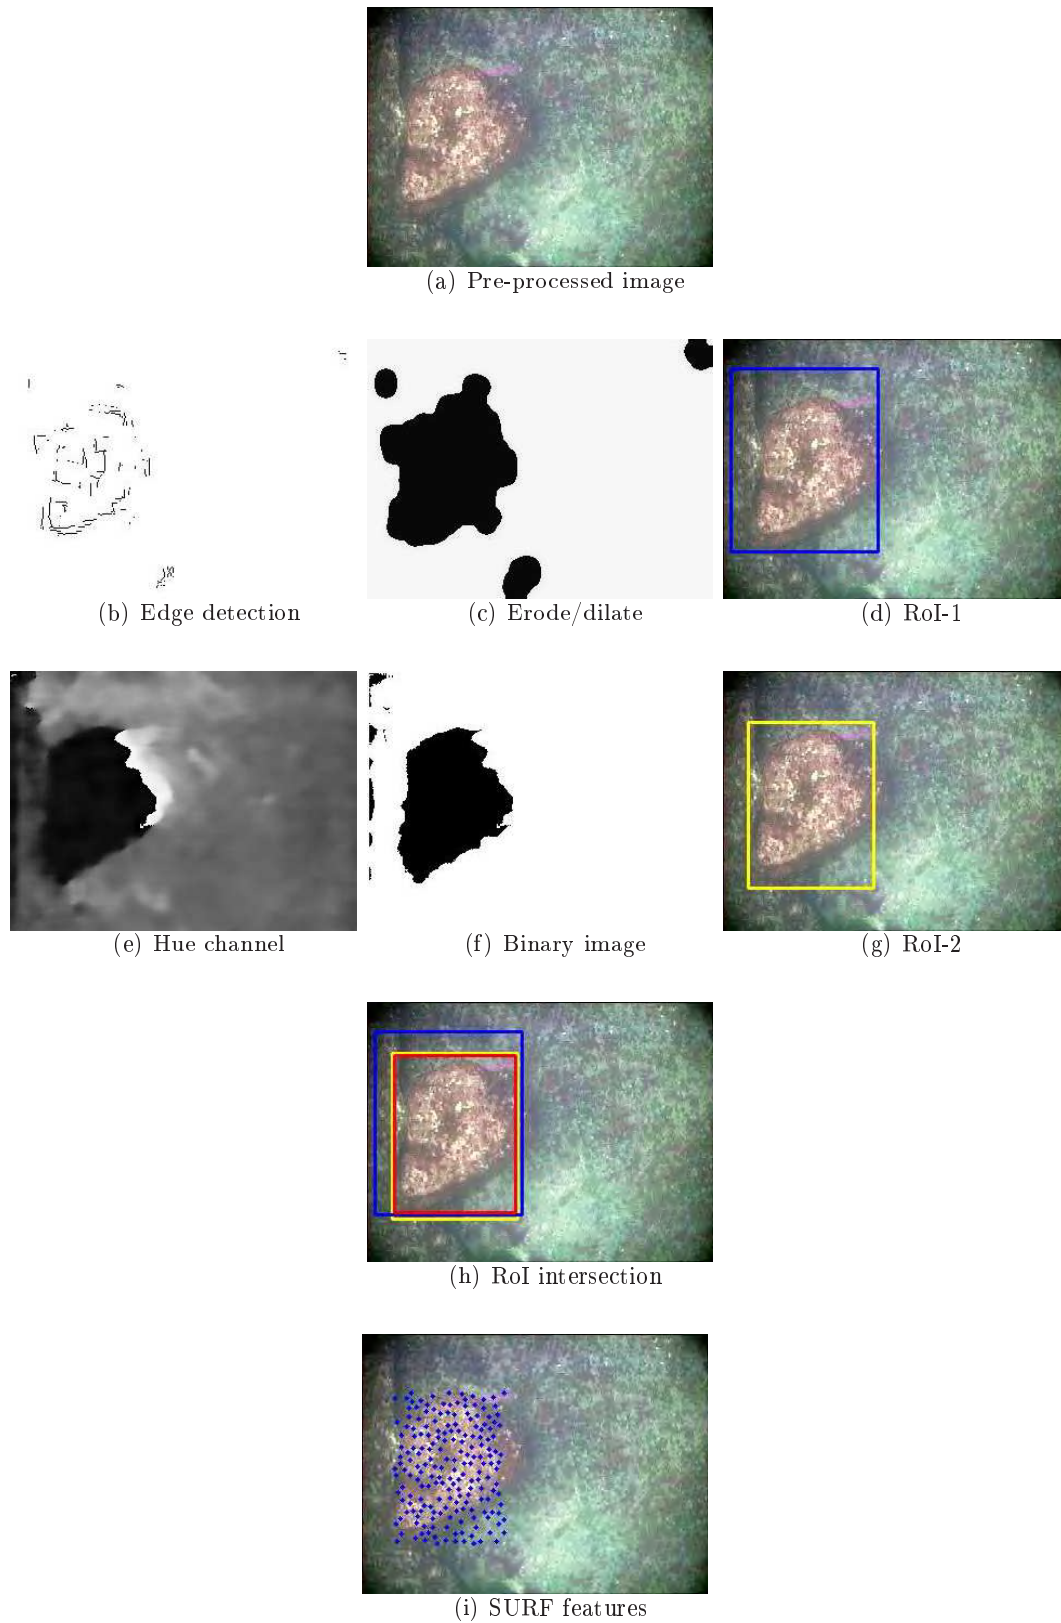 (a) Pre-processed image
(b) Edge detection
(c) Erode/dilate
(d) RoI-1
(e) Hue channel
(f) Binary image
(g) RoI-2
(h) RoI intersection
(i) SURF features